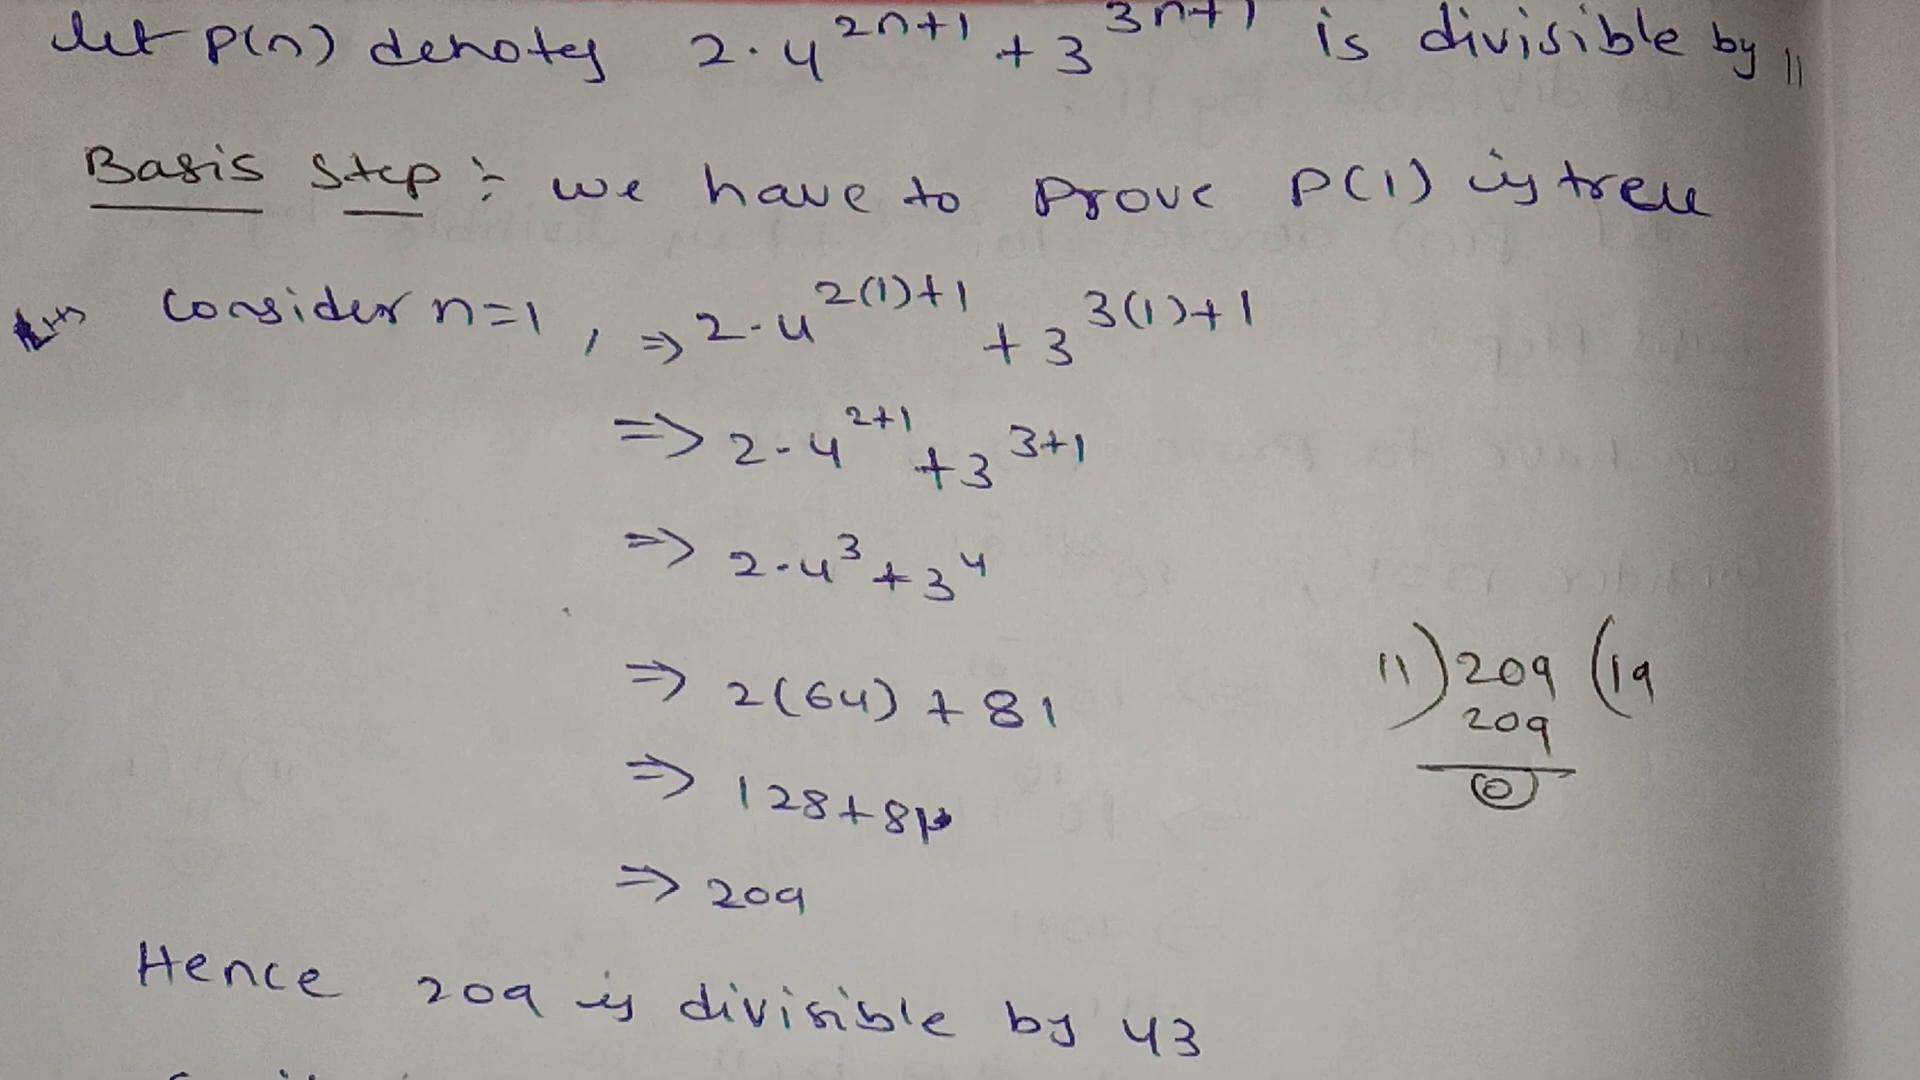 let P(n) denotes 2·4^{2n+1} + 3^{3n+1} is divisible by 11
Basis Step :- we have to prove P(1) is treu
consider n=1, ⇒ 2·4^{2(1)+1} + 3^{3(1)+1}
⇒ 2·4^{2+1} + 3^{3+1}
⇒ 2·4^3 + 3^4
⇒ 2(64) + 81
⇒ 128+81
⇒ 209
11) 209 (19
209
0
Hence 209 is divisible by 43